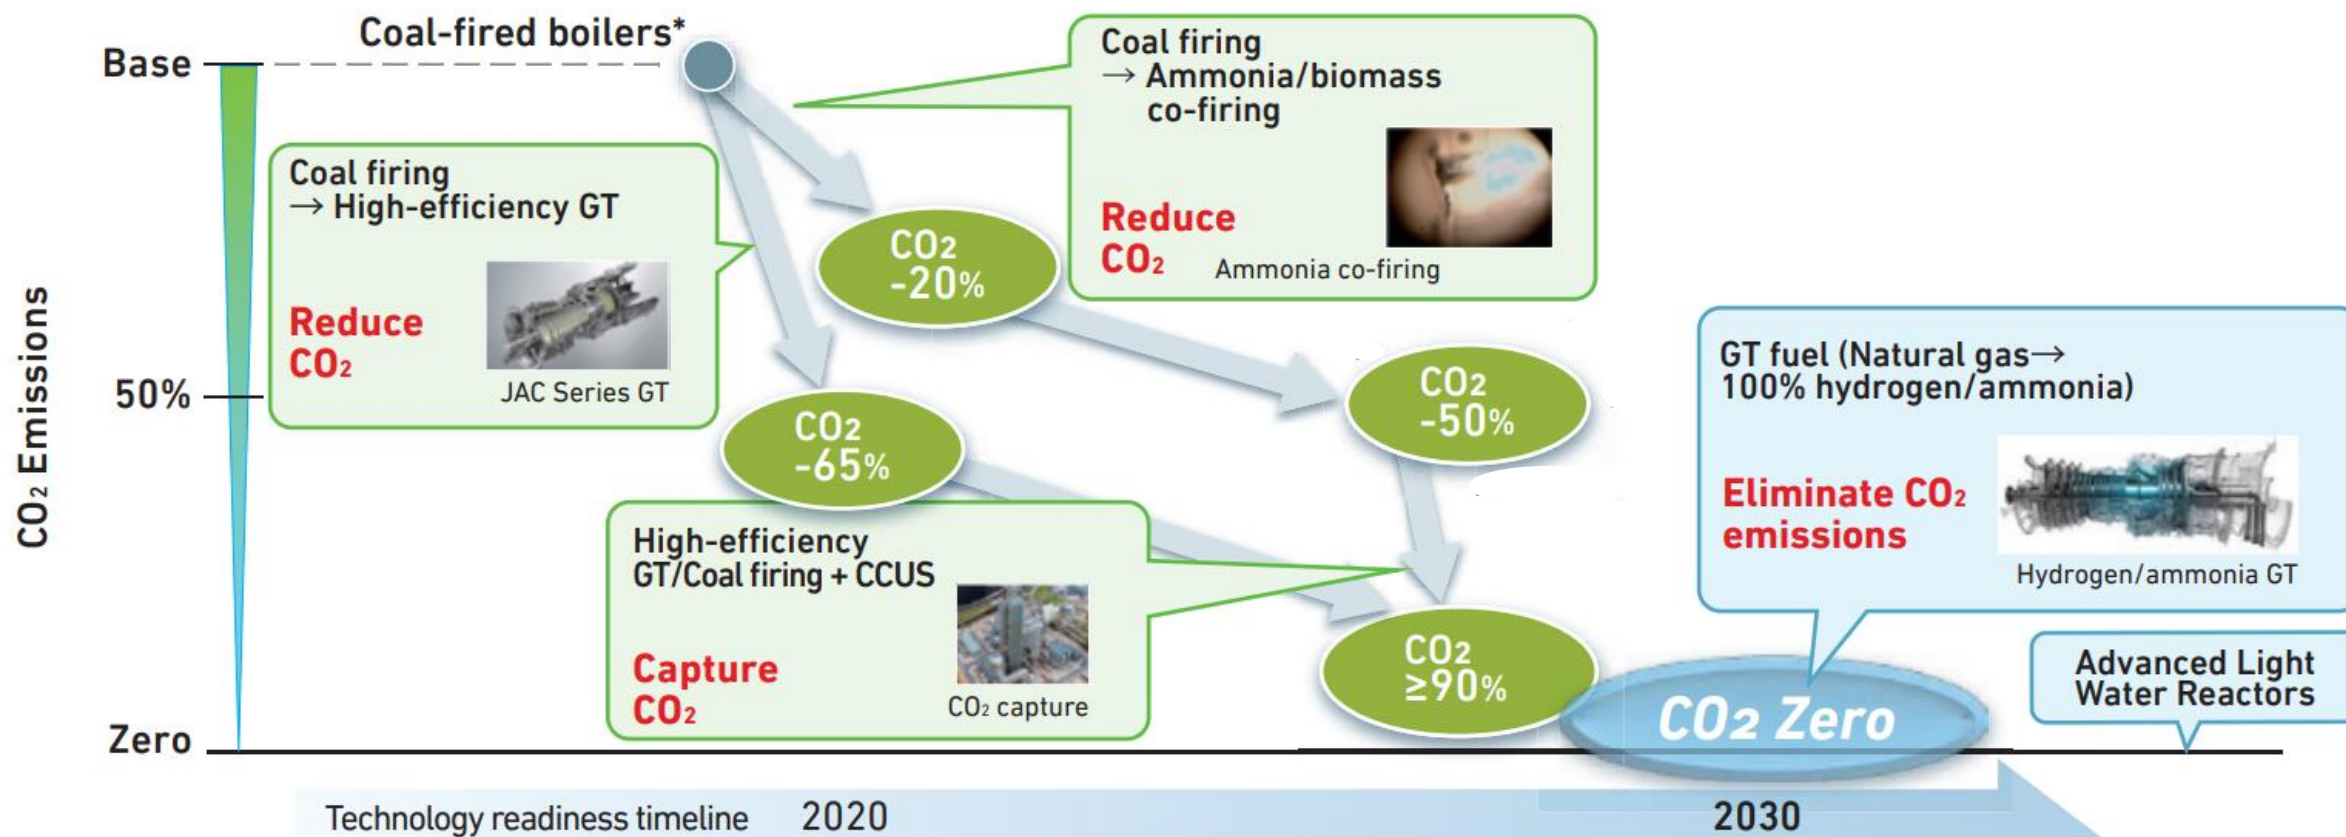 Coal-fired boilers*
Base
50%
Zero
CO₂ Emissions
Coal firing
→ High-efficiency GT
Reduce
CO₂
JAC Series GT
Coal firing
→ Ammonia/biomass
co-firing
Reduce
CO₂
Ammonia co-firing
CO₂
-20%
CO₂
-65%
CO₂
-50%
High-efficiency
GT/Coal firing + CCUS
Capture
CO₂
CO₂ capture
CO₂
≥90%
GT fuel (Natural gas→
100% hydrogen/ammonia)
Eliminate CO₂
emissions
Hydrogen/ammonia GT
CO₂ Zero
Advanced Light
Water Reactors
Technology readiness timeline 2020 2030